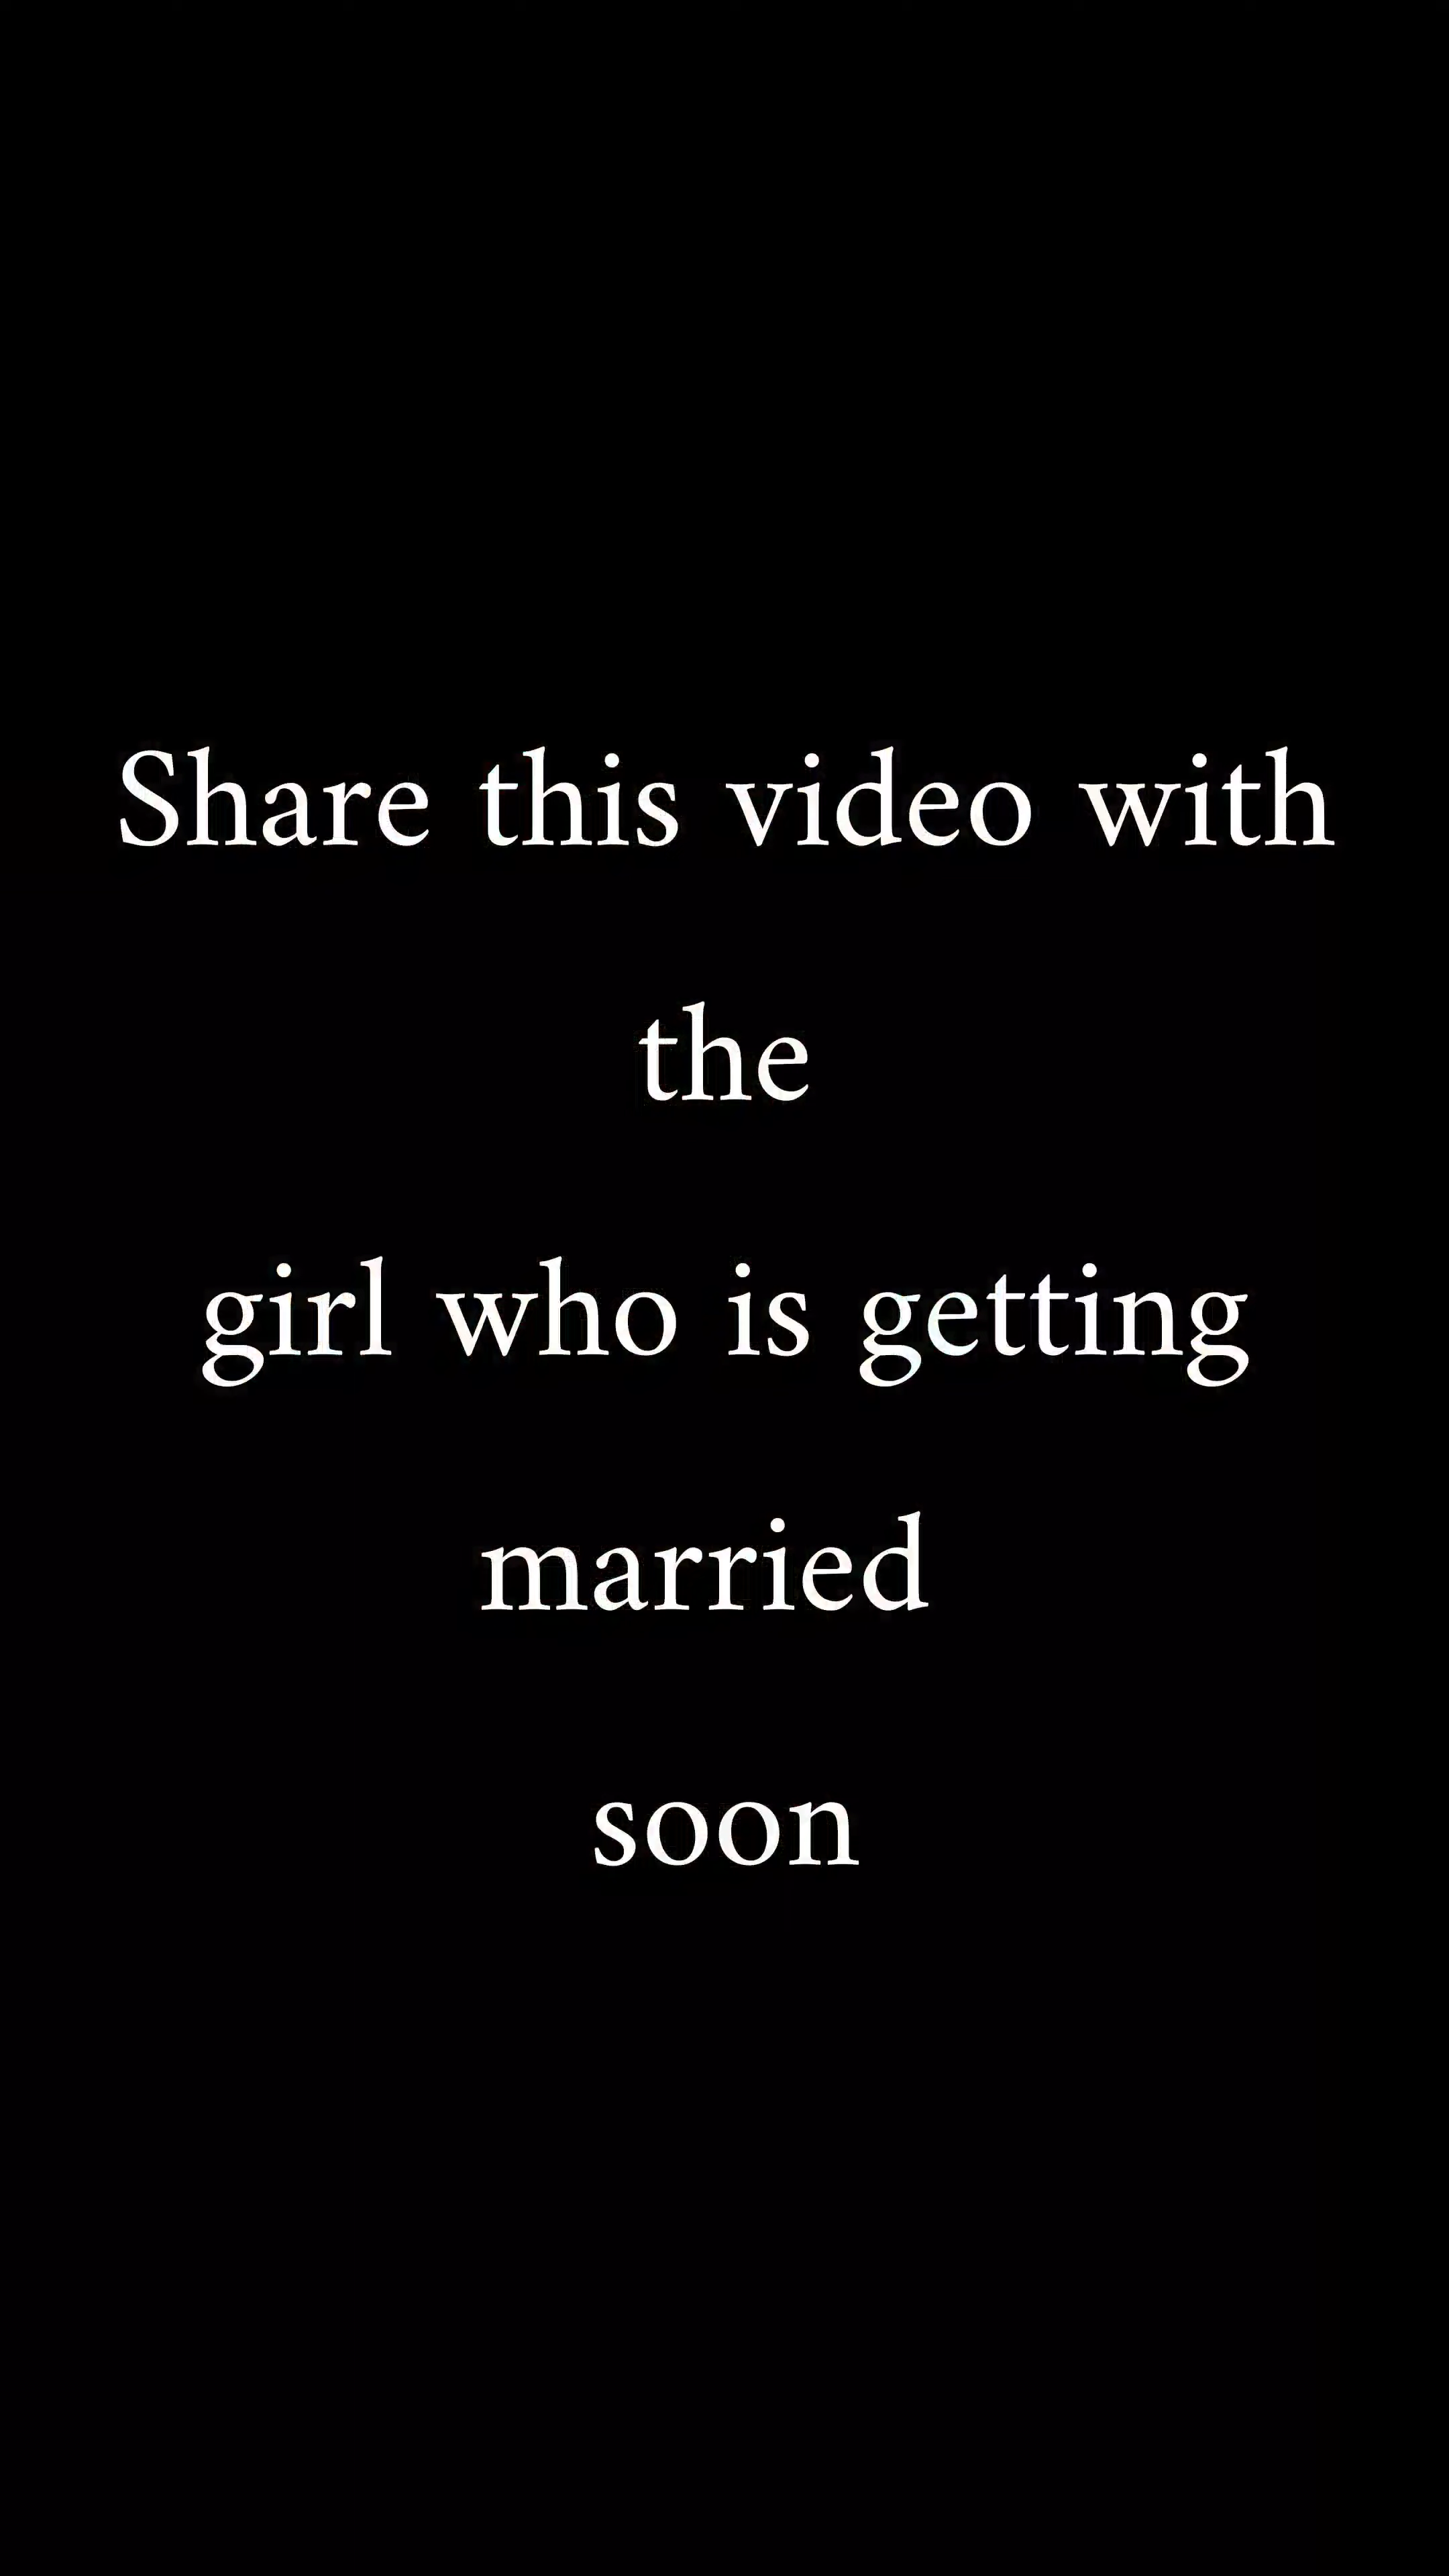 Share this video with
the
girl who is getting
married
soon